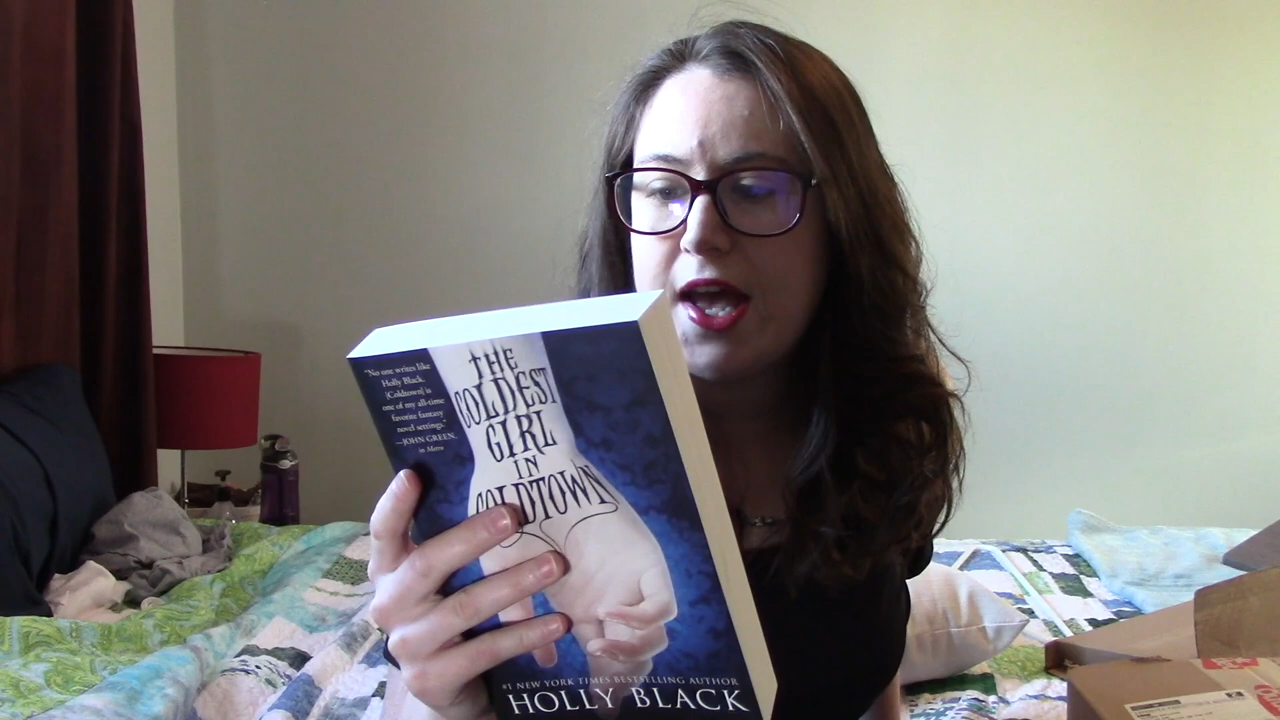 "No one writes like
Holly Black.
[Coldtown] is
one of my all-time
favorite fantasy
novel settings."
—JOHN GREEN,
in Metro
THE
COLDEST
GIRL
IN
COLDTOWN
#1 NEW YORK TIMES BESTSELLING AUTHOR
HOLLY BLACK